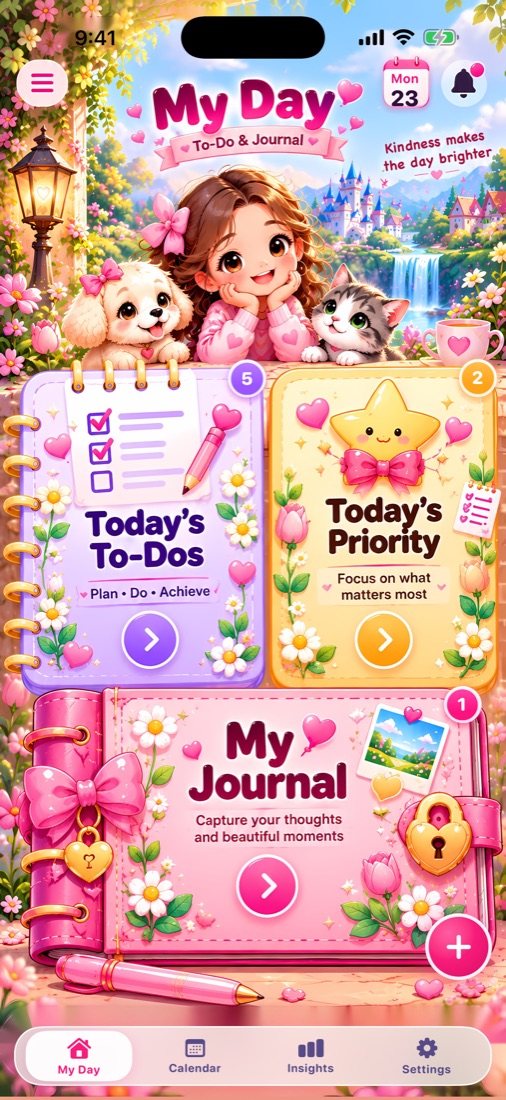 9:41
My Day
To-Do & Journal
Mon
23
Kindness makes
the day brighter
5
2
Today's
To-Dos
Plan • Do • Achieve
Today's
Priority
Focus on what
matters most
1
My
Journal
Capture your thoughts
and beautiful moments
My Day
Calendar
Insights
Settings